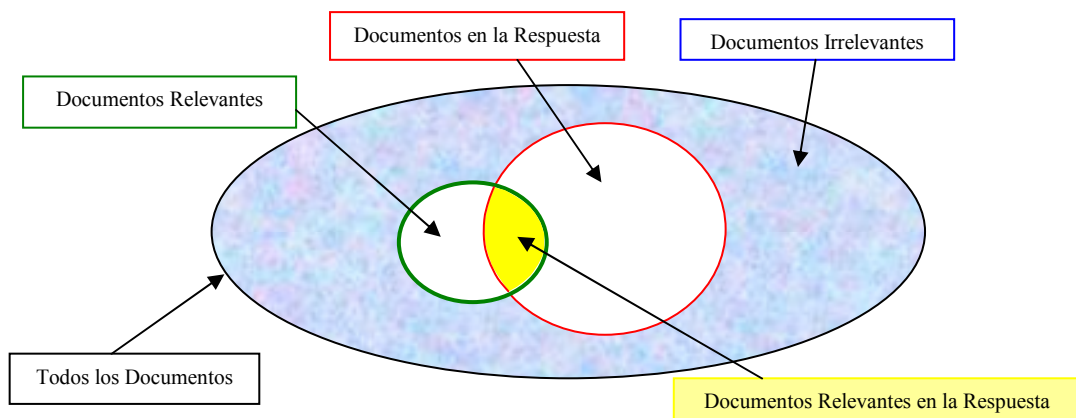 Documentos en la Respuesta
Documentos Irrelevantes
Documentos Relevantes
Todos los Documentos
Documentos Relevantes en la Respuesta